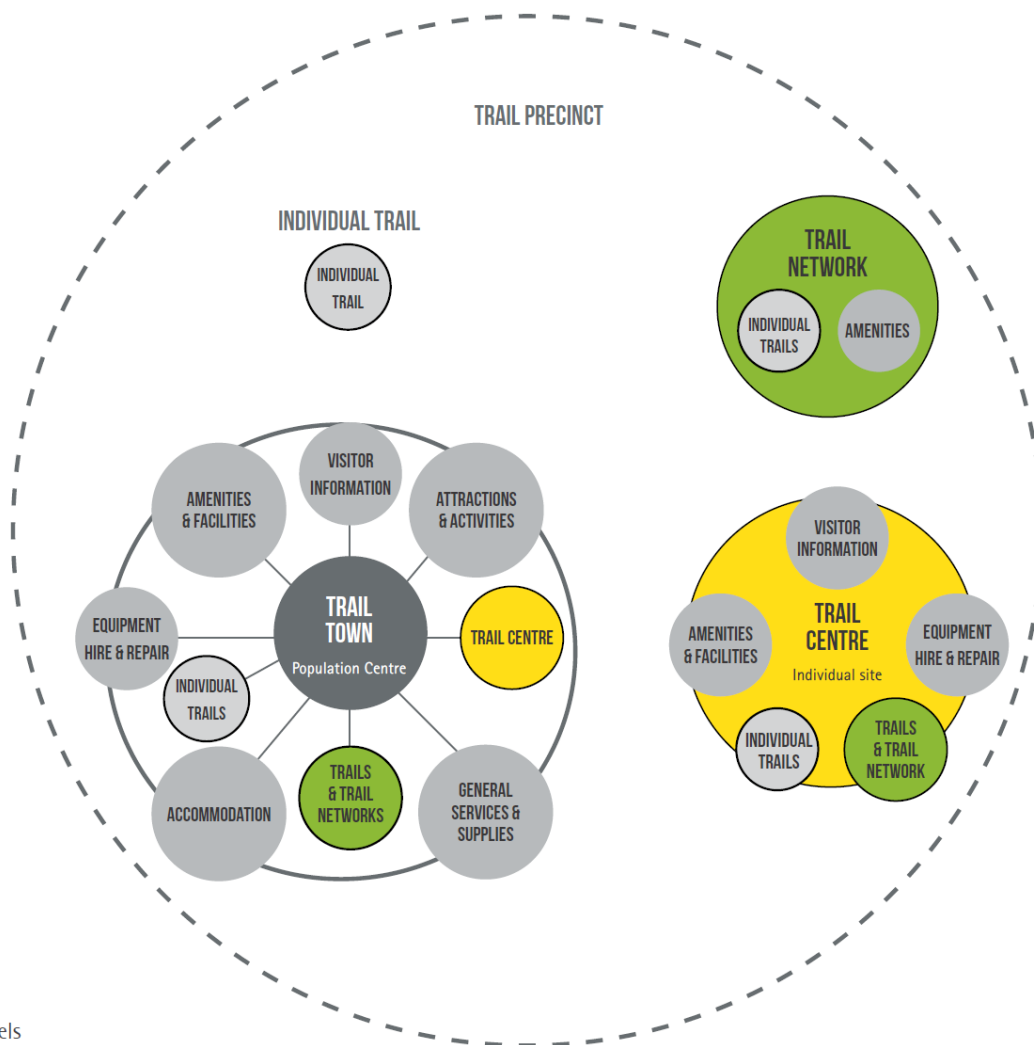 TRAIL PRECINCT
INDIVIDUAL TRAIL
INDIVIDUAL
TRAIL
TRAIL
NETWORK
INDIVIDUAL
TRAILS
AMENITIES
VISITOR
INFORMATION
AMENITIES
& FACILITIES
ATTRACTIONS
& ACTIVITIES
TRAIL
TOWN
Population Centre
EQUIPMENT
HIRE & REPAIR
TRAIL CENTRE
INDIVIDUAL
TRAILS
ACCOMMODATION
TRAILS
& TRAIL
NETWORKS
GENERAL
SERVICES &
SUPPLIES
VISITOR
INFORMATION
TRAIL
CENTRE
Individual site
AMENITIES
& FACILITIES
EQUIPMENT
HIRE & REPAIR
INDIVIDUAL
TRAILS
TRAILS
& TRAIL
NETWORK
els